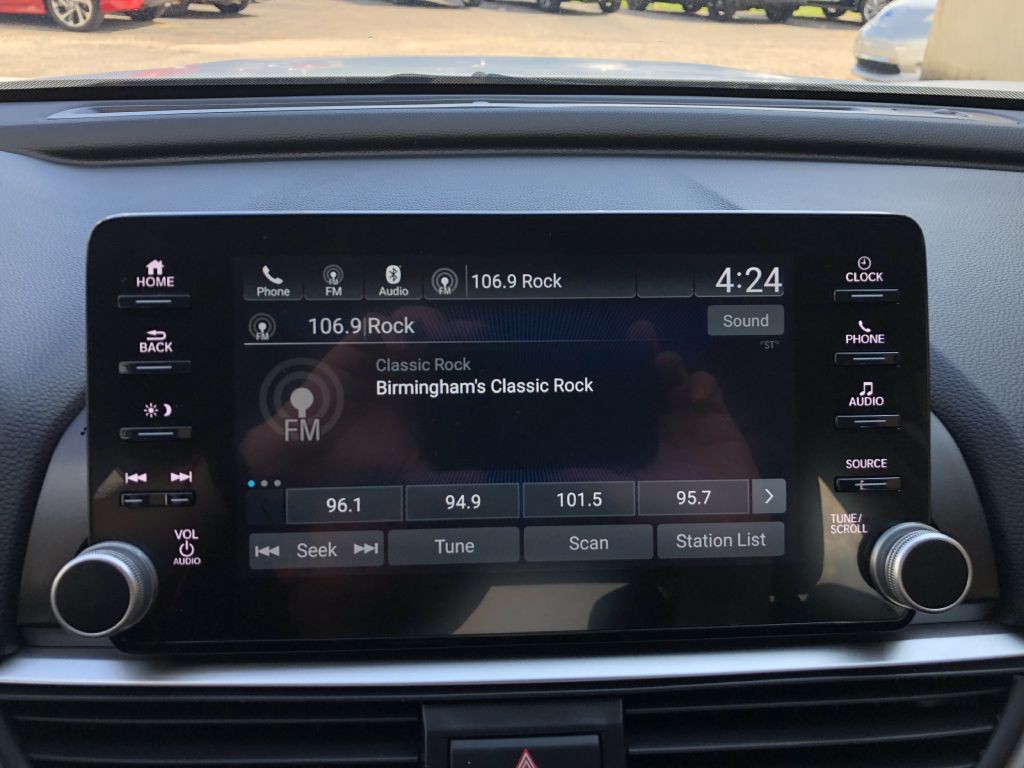 HOME
BACK
VOL
AUDIO
Phone
FM
Audio
FM
106.9 Rock
4:24
FM
106.9 Rock
Sound
ST
Classic Rock
Birmingham's Classic Rock
FM
96.1
94.9
101.5
95.7
Seek
Tune
Scan
Station List
CLOCK
PHONE
AUDIO
SOURCE
TUNE/
SCROLL